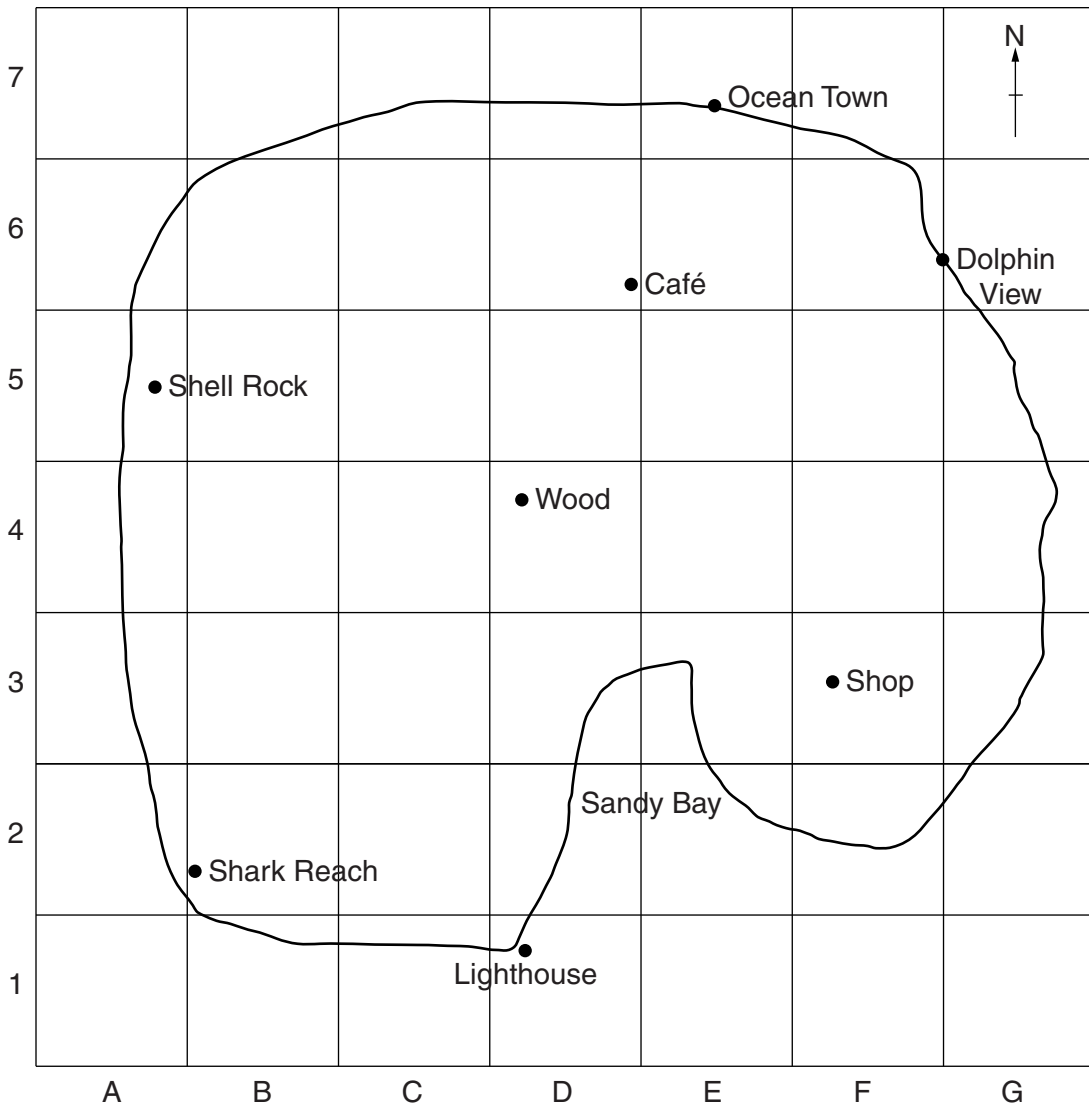 N
7
Ocean Town
6
Dolphin
View
Café
5
Shell Rock
4
Wood
3
Shop
2
Sandy Bay
Shark Reach
1
Lighthouse
A B C D E F G